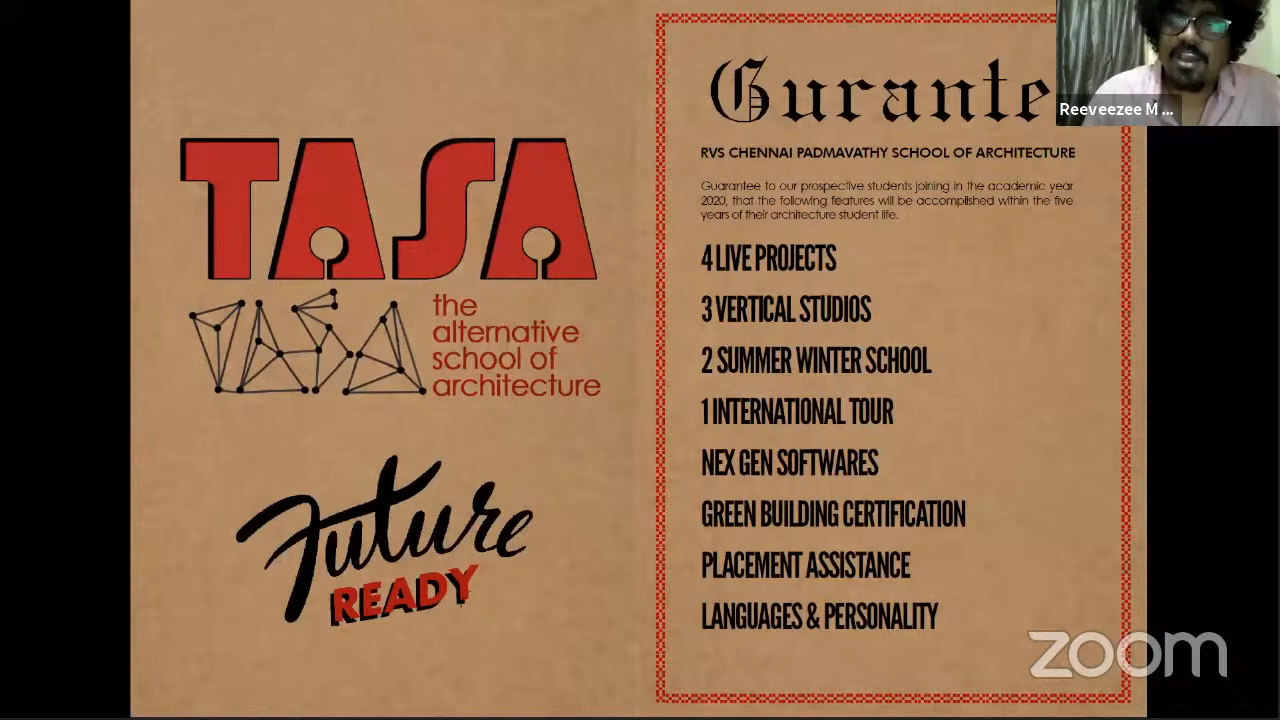 TASA
TASA
the
alternative
school of
architecture
Future
READY
Gurante
RVS CHENNAI PADMAVATHY SCHOOL OF ARCHITECTURE
Guarantee to our prospective students joining in the academic year
2020, that the following features will be accomplished within the five
years of their architecture student life.
4 LIVE PROJECTS
3 VERTICAL STUDIOS
2 SUMMER WINTER SCHOOL
1 INTERNATIONAL TOUR
NEX GEN SOFTWARES
GREEN BUILDING CERTIFICATION
PLACEMENT ASSISTANCE
LANGUAGES & PERSONALITY
Reeveezee M ...
zoom